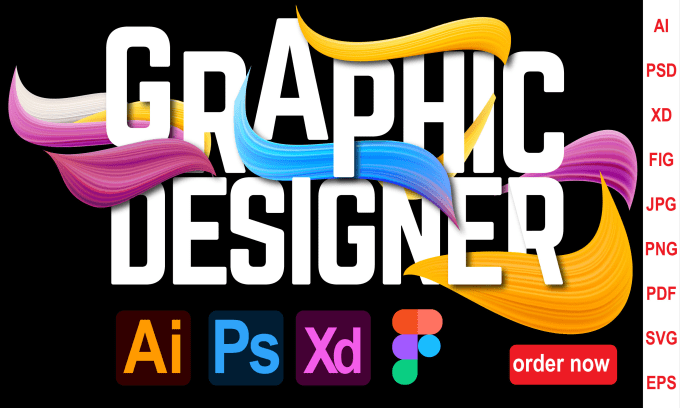 GRAPHIC
DESIGNER
Ai
Ps
Xd
order now
AI
PSD
XD
FIG
JPG
PNG
PDF
SVG
EPS